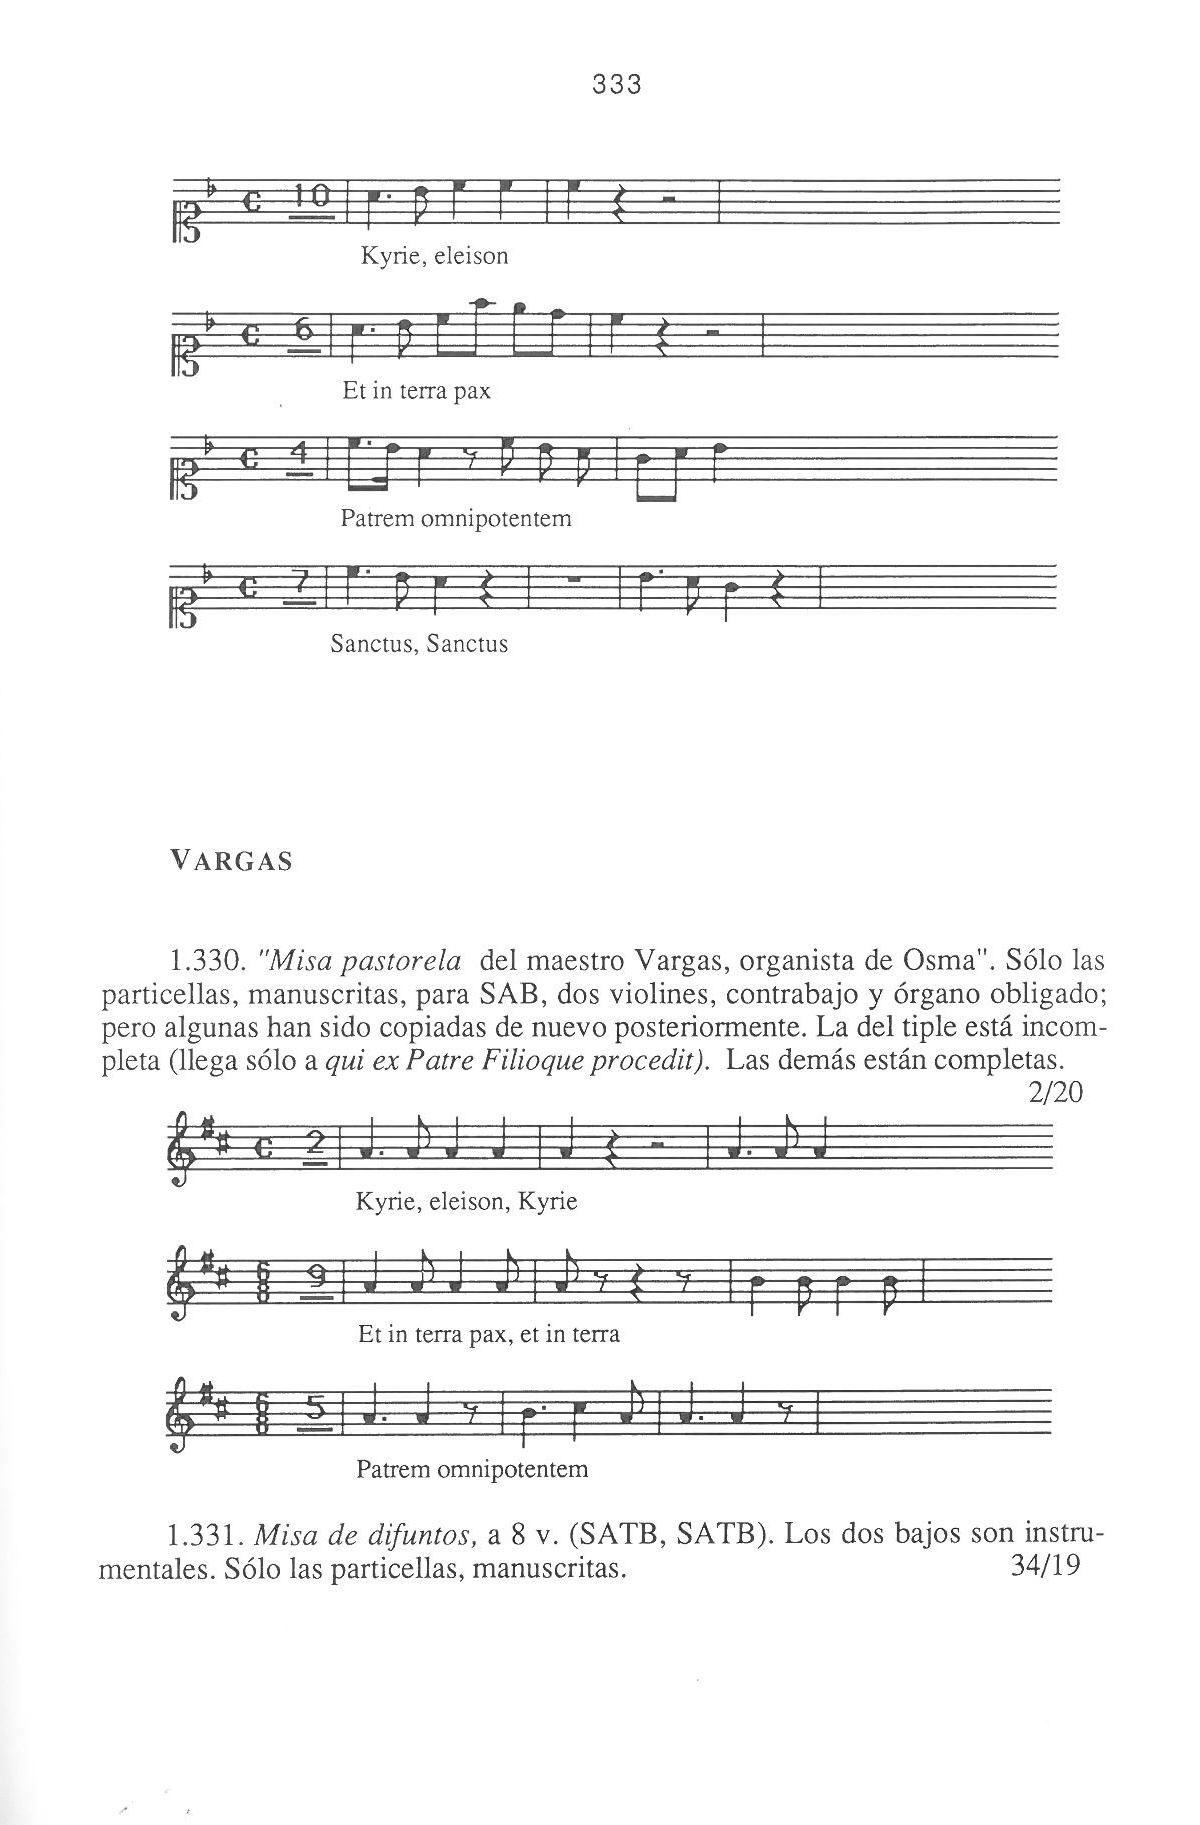 333
10
Kyrie, eleison
6
Et in terra pax
4
Patrem omnipotentem
7
Sanctus, Sanctus
VARGAS
1.330. "Misa pastorela del maestro Vargas, organista de Osma". Sólo las
particellas, manuscritas, para SAB, dos violines, contrabajo y órgano obligado;
pero algunas han sido copiadas de nuevo posteriormente. La del tiple está incom-
pleta (llega sólo a qui ex Patre Filioque procedit). Las demás están completas.
2/20
2
Kyrie, eleison, Kyrie
6 8 9
Et in terra pax, et in terra
6 8 5
Patrem omnipotentem
1.331. Misa de difuntos, a 8 v. (SATB, SATB). Los dos bajos son instru-
mentales. Sólo las particellas, manuscritas. 34/19